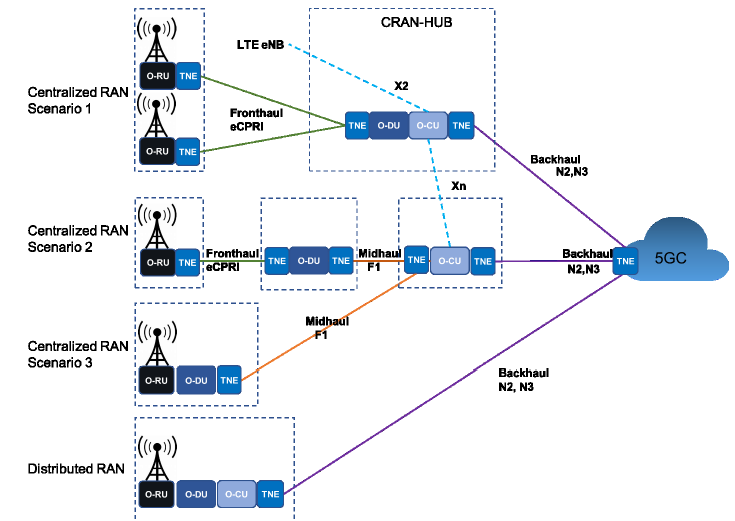 CRAN-HUB
LTE eNB
X2
O-RU TNE
Centralized RAN
Scenario 1
Fronthaul
eCPRI
TNE O-DU O-CU TNE
O-RU TNE
Backhaul
N2,N3
Xn
Centralized RAN
Scenario 2
Fronthaul
eCPRI
O-RU TNE
TNE O-DU TNE
Midhaul
F1
TNE O-CU TNE
Backhaul
N2,N3
TNE
5GC
Midhaul
F1
Centralized RAN
Scenario 3
O-RU O-DU TNE
Backhaul
N2, N3
Distributed RAN
O-RU O-DU O-CU TNE